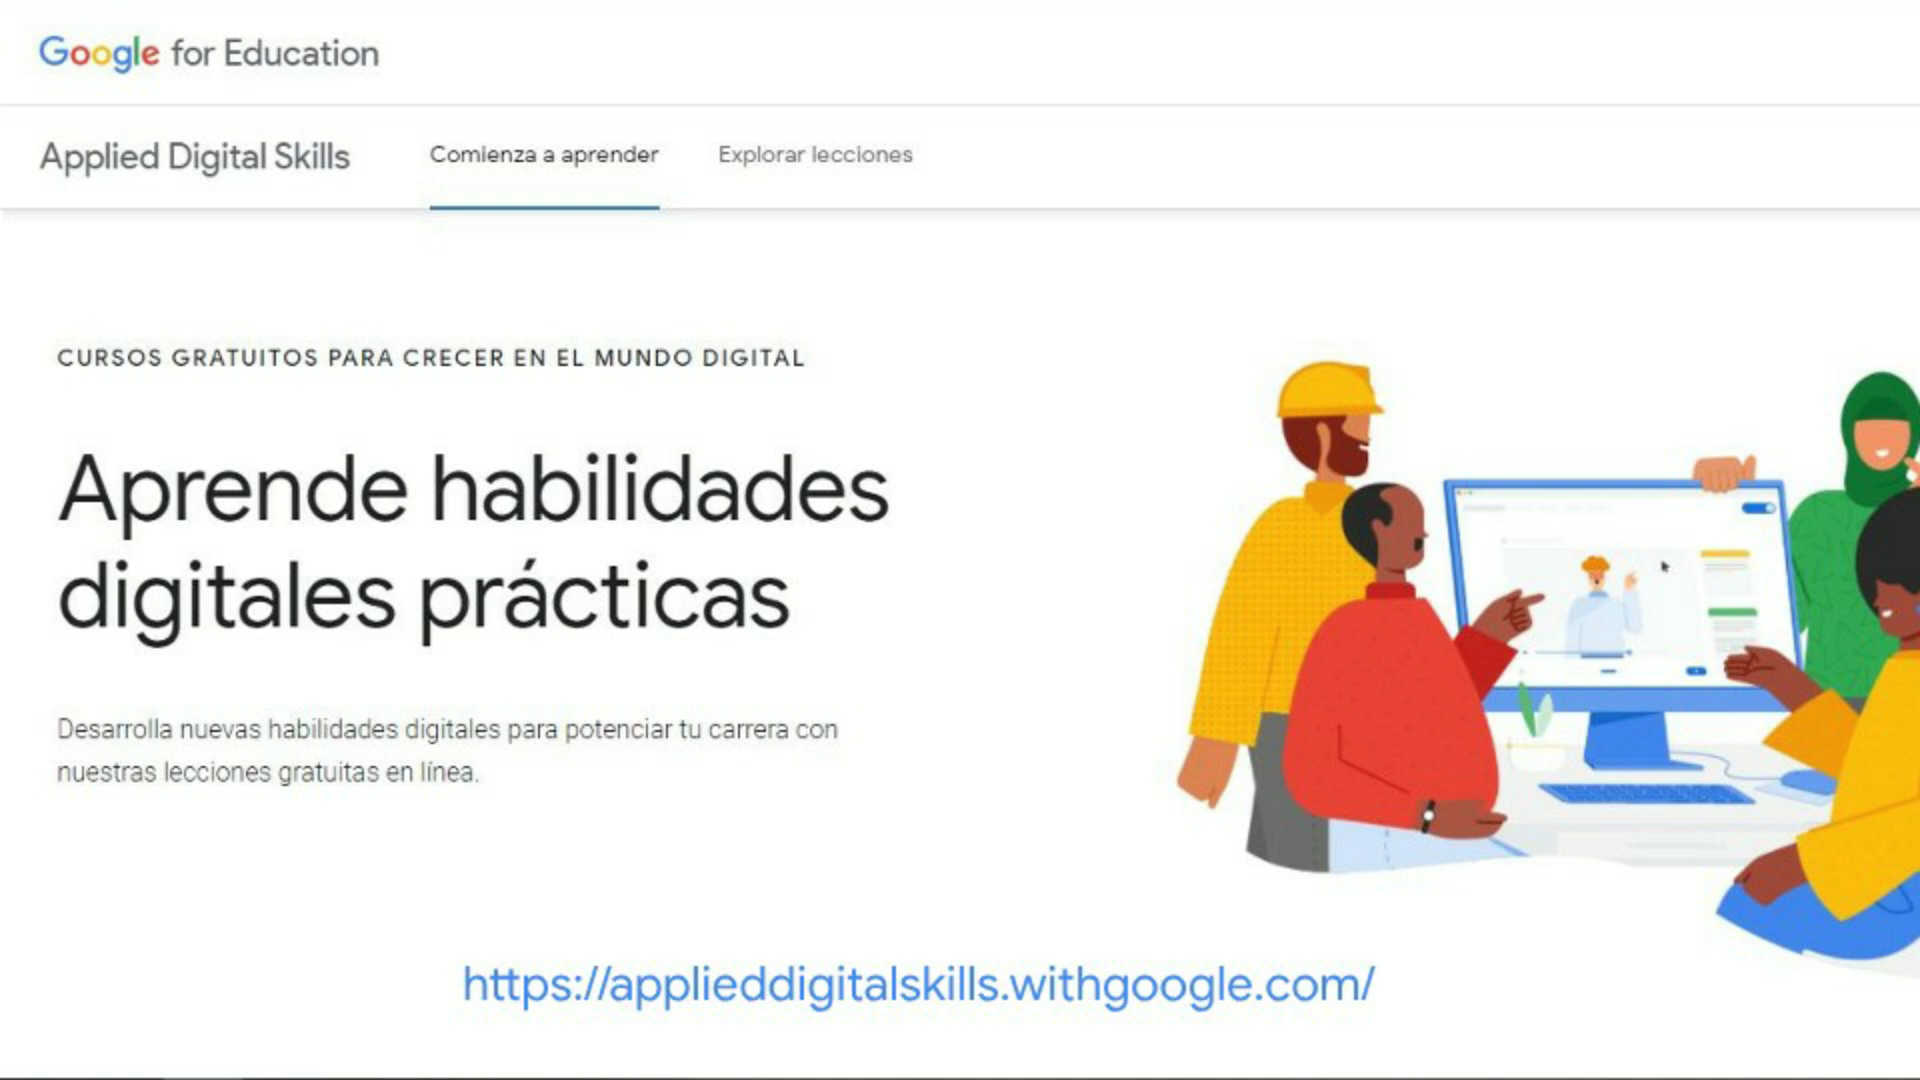 Google for Education
Applied Digital Skills
Comienza a aprender
Explorar lecciones
CURSOS GRATUITOS PARA CRECER EN EL MUNDO DIGITAL
Aprende habilidades
digitales prácticas
Desarrolla nuevas habilidades digitales para potenciar tu carrera con
nuestras lecciones gratuitas en línea.
https://applieddigitalskills.withgoogle.com/